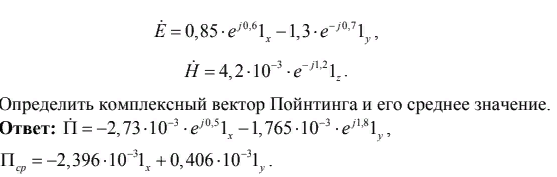 Ė = 0,85·e^{j0,6}1_x − 1,3·e^{−j0,7}1_y ,
Ḣ = 4,2·10^{−3}·e^{−j1,2}1_z .
Определить комплексный вектор Пойнтинга и его среднее значение.
Ответ: Π̇ = −2,73·10^{−3}·e^{j0,5}1_x − 1,765·10^{−3}·e^{j1,8}1_y ,
Π_{ср} = −2,396·10^{−3}1_x + 0,406·10^{−3}1_y .